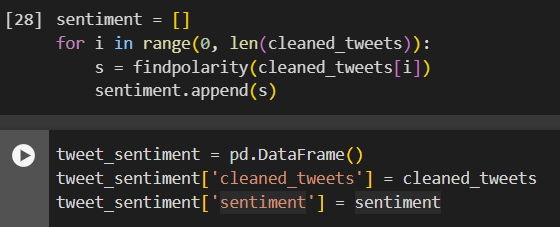 [28] sentiment = []
for i in range(0, len(cleaned_tweets)):
    s = findpolarity(cleaned_tweets[i])
    sentiment.append(s)
tweet_sentiment = pd.DataFrame()
tweet_sentiment['cleaned_tweets'] = cleaned_tweets
tweet_sentiment['sentiment'] = sentiment